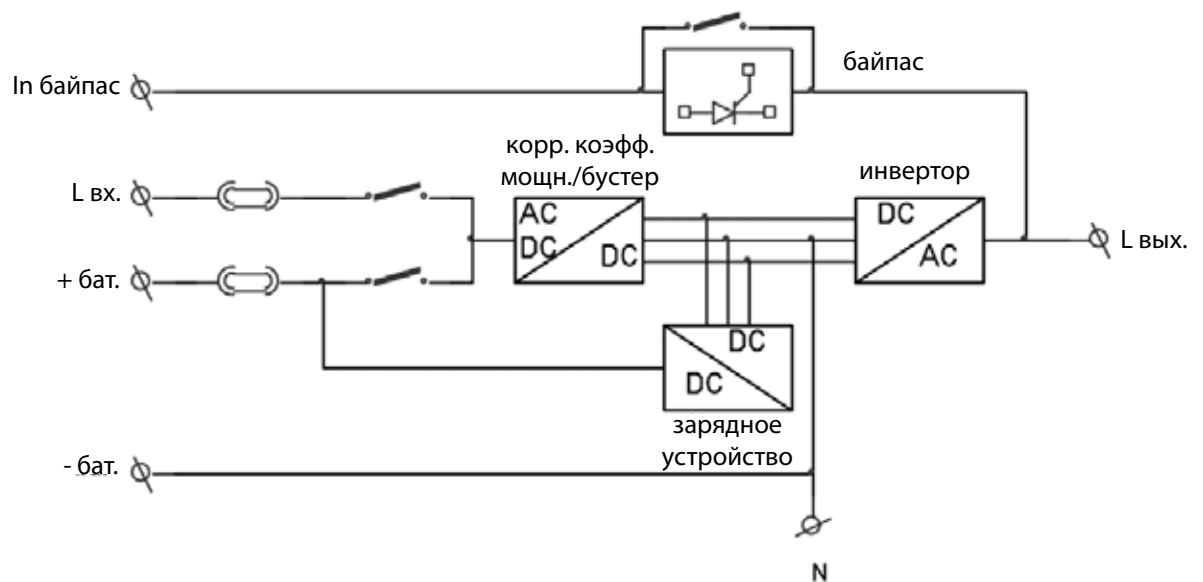 In байпас
байпас
корр. коэфф.
мощн./бустер
инвертор
L вх.
AC
DC
DC
DC
AC
L вых.
+ бат.
DC
DC
зарядное
устройство
- бат.
N